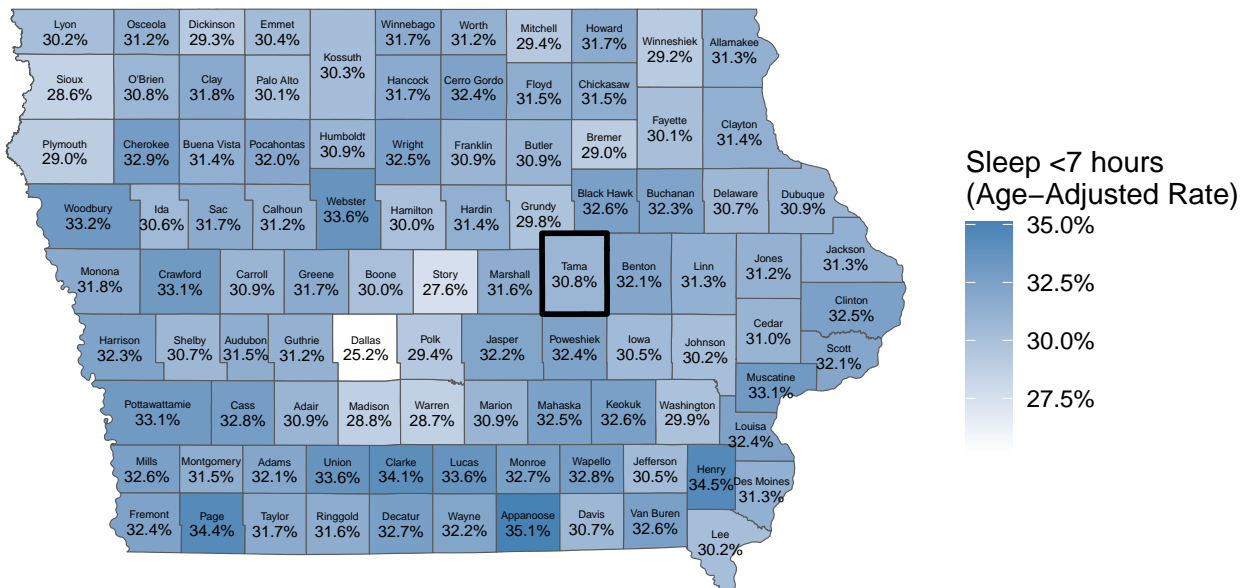 Lyon
30.2%
Osceola
31.2%
Dickinson
29.3%
Emmet
30.4%
Kossuth
30.3%
Winnebago
31.7%
Worth
31.2%
Mitchell
29.4%
Howard
31.7%
Winneshiek
29.2%
Allamakee
31.3%
Sioux
28.6%
O'Brien
30.8%
Clay
31.8%
Palo Alto
30.1%
Hancock
31.7%
Cerro Gordo
32.4%
Floyd
31.5%
Chickasaw
31.5%
Fayette
30.1%
Clayton
31.4%
Plymouth
29.0%
Cherokee
32.9%
Buena Vista
31.4%
Pocahontas
32.0%
Humboldt
30.9%
Wright
32.5%
Franklin
30.9%
Butler
30.9%
Bremer
29.0%
Woodbury
33.2%
Ida
30.6%
Sac
31.7%
Calhoun
31.2%
Webster
33.6%
Hamilton
30.0%
Hardin
31.4%
Grundy
29.8%
Black Hawk
32.6%
Buchanan
32.3%
Delaware
30.7%
Dubuque
30.9%
Monona
31.8%
Crawford
33.1%
Carroll
30.9%
Greene
31.7%
Boone
30.0%
Story
27.6%
Marshall
31.6%
Tama
30.8%
Benton
32.1%
Linn
31.3%
Jones
31.2%
Jackson
31.3%
Clinton
32.5%
Harrison
32.3%
Shelby
30.7%
Audubon
31.5%
Guthrie
31.2%
Dallas
25.2%
Polk
29.4%
Jasper
32.2%
Poweshiek
32.4%
Iowa
30.5%
Johnson
30.2%
Cedar
31.0%
Scott
32.1%
Muscatine
33.1%
Pottawattamie
33.1%
Cass
32.8%
Adair
30.9%
Madison
28.8%
Warren
28.7%
Marion
30.9%
Mahaska
32.5%
Keokuk
32.6%
Washington
29.9%
Louisa
32.4%
Mills
32.6%
Montgomery
31.5%
Adams
32.1%
Union
33.6%
Clarke
34.1%
Lucas
33.6%
Monroe
32.7%
Wapello
32.8%
Jefferson
30.5%
Henry
34.5%
Des Moines
31.3%
Fremont
32.4%
Page
34.4%
Taylor
31.7%
Ringgold
31.6%
Decatur
32.7%
Wayne
32.2%
Appanoose
35.1%
Davis
30.7%
Van Buren
32.6%
Lee
30.2%
Sleep <7 hours
(Age−Adjusted Rate)
35.0%
32.5%
30.0%
27.5%